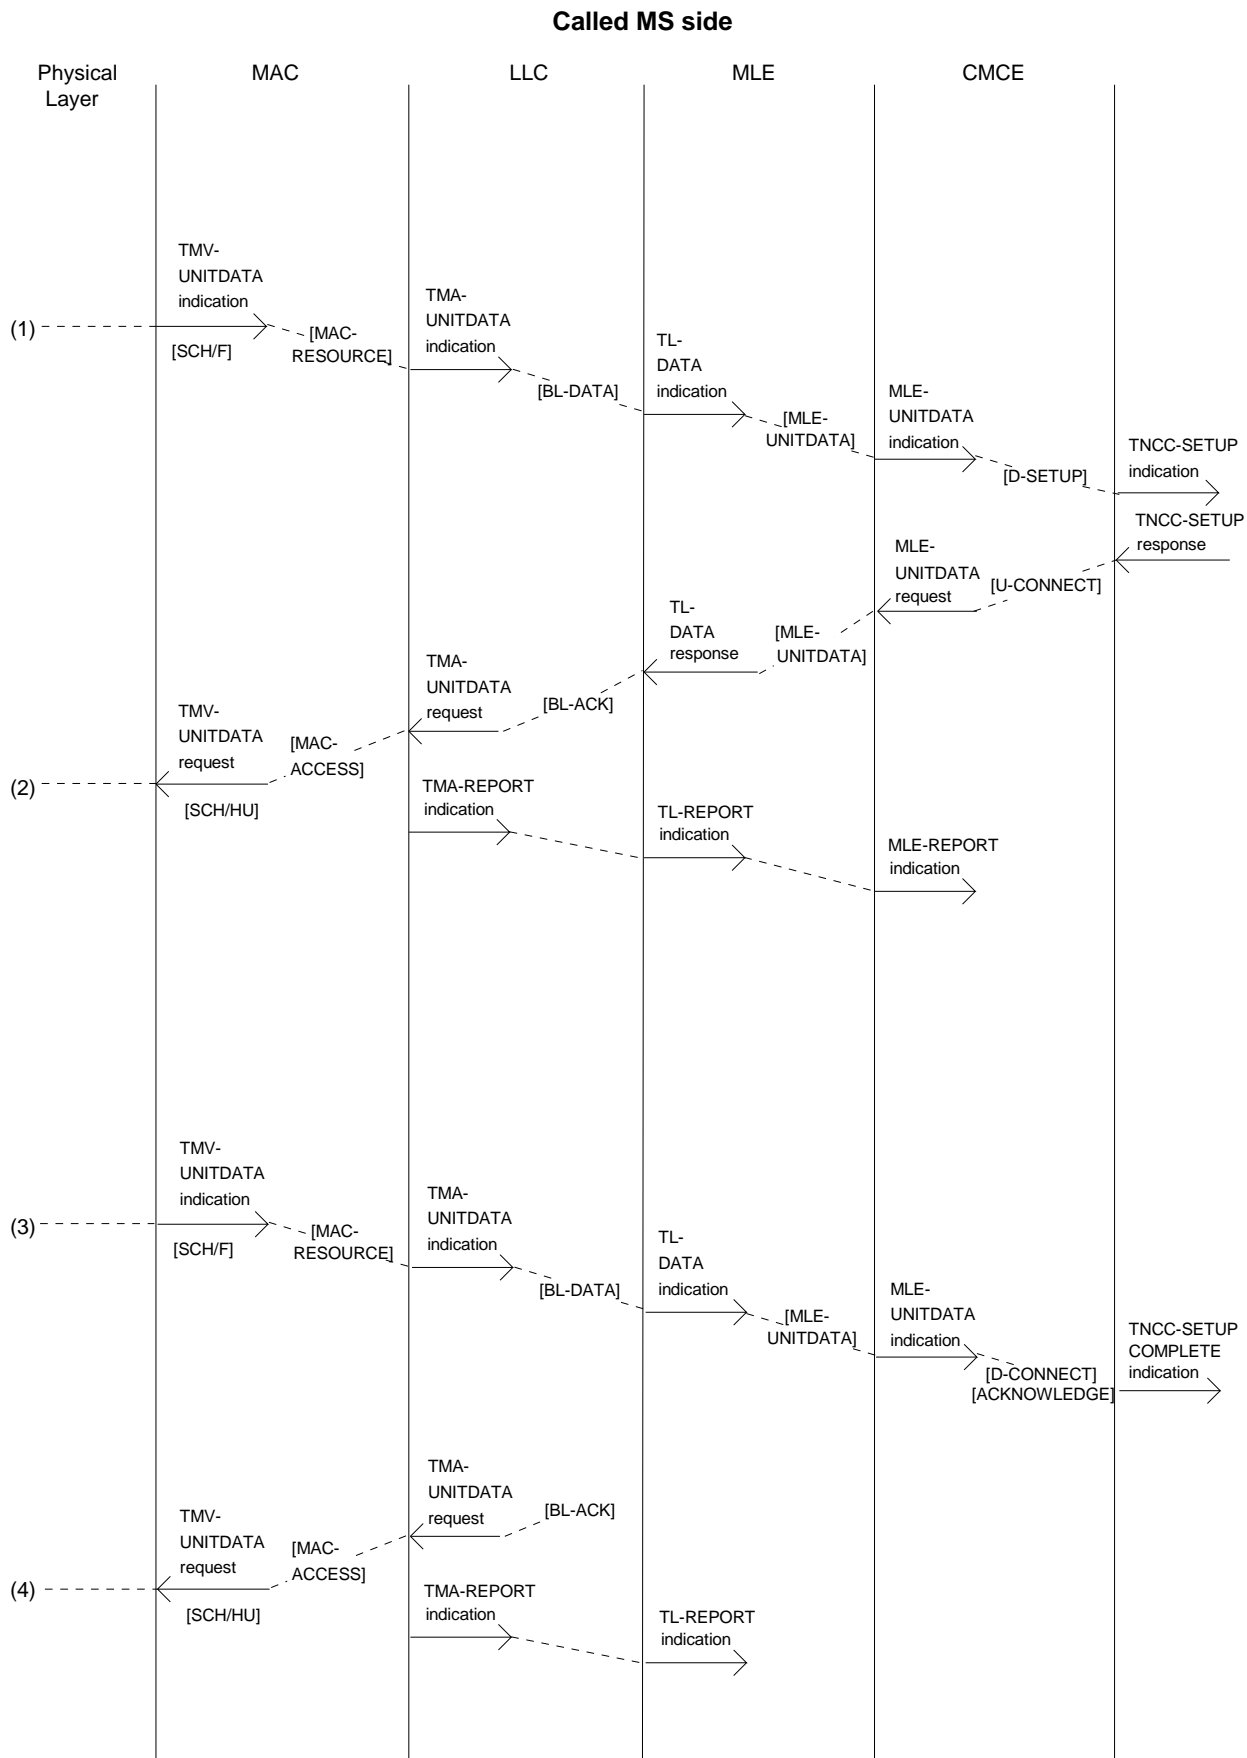 Called MS side
Physical
Layer
MAC
LLC
MLE
CMCE
(1)
TMV-
UNITDATA
indication
[SCH/F]
[MAC-
RESOURCE]
TMA-
UNITDATA
indication
[BL-DATA]
TL-
DATA
indication
[MLE-
UNITDATA]
MLE-
UNITDATA
indication
[D-SETUP]
TNCC-SETUP
indication
TNCC-SETUP
response
[U-CONNECT]
MLE-
UNITDATA
request
[MLE-
UNITDATA]
TL-
DATA
response
[BL-ACK]
TMA-
UNITDATA
request
[MAC-
ACCESS]
TMV-
UNITDATA
request
(2)
[SCH/HU]
TMA-REPORT
indication
TL-REPORT
indication
MLE-REPORT
indication
(3)
TMV-
UNITDATA
indication
[SCH/F]
[MAC-
RESOURCE]
TMA-
UNITDATA
indication
[BL-DATA]
TL-
DATA
indication
[MLE-
UNITDATA]
MLE-
UNITDATA
indication
[D-CONNECT]
[ACKNOWLEDGE]
TNCC-SETUP
COMPLETE
indication
[BL-ACK]
TMA-
UNITDATA
request
[MAC-
ACCESS]
TMV-
UNITDATA
request
(4)
[SCH/HU]
TMA-REPORT
indication
TL-REPORT
indication